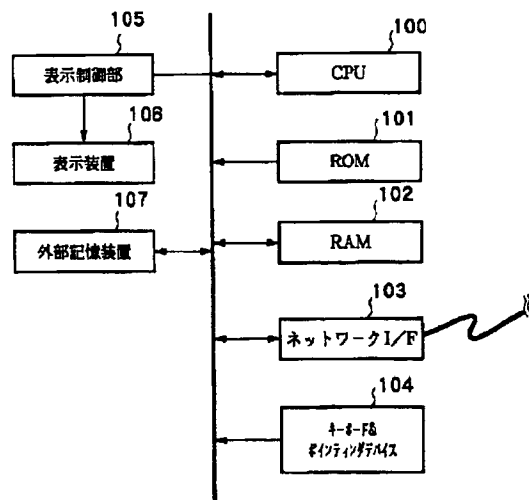 105
表示制御部
106
表示装置
107
外部記憶装置
100
CPU
101
ROM
102
RAM
103
ネットワークI/F
104
キーボード&
ポインティングデバイス